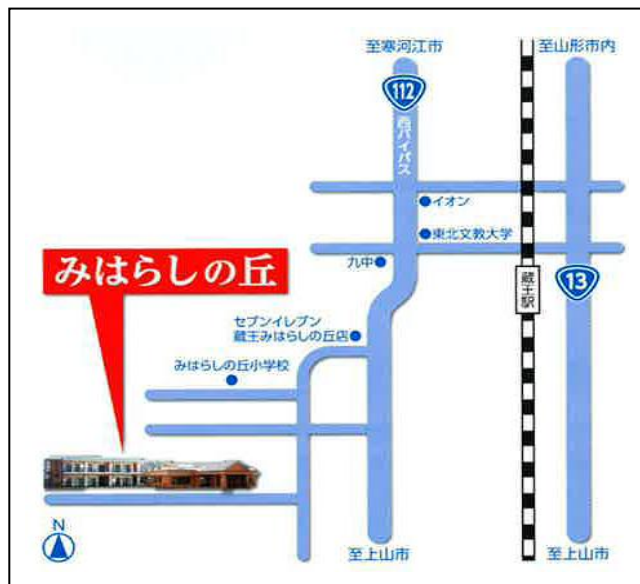 至寒河江市
至山形市内
112
西バイパス
イオン
東北文教大学
みはらしの丘
九中
蔵王駅
13
セブンイレブン
蔵王みはらしの丘店
みはらしの丘小学校
N
至上山市
至上山市